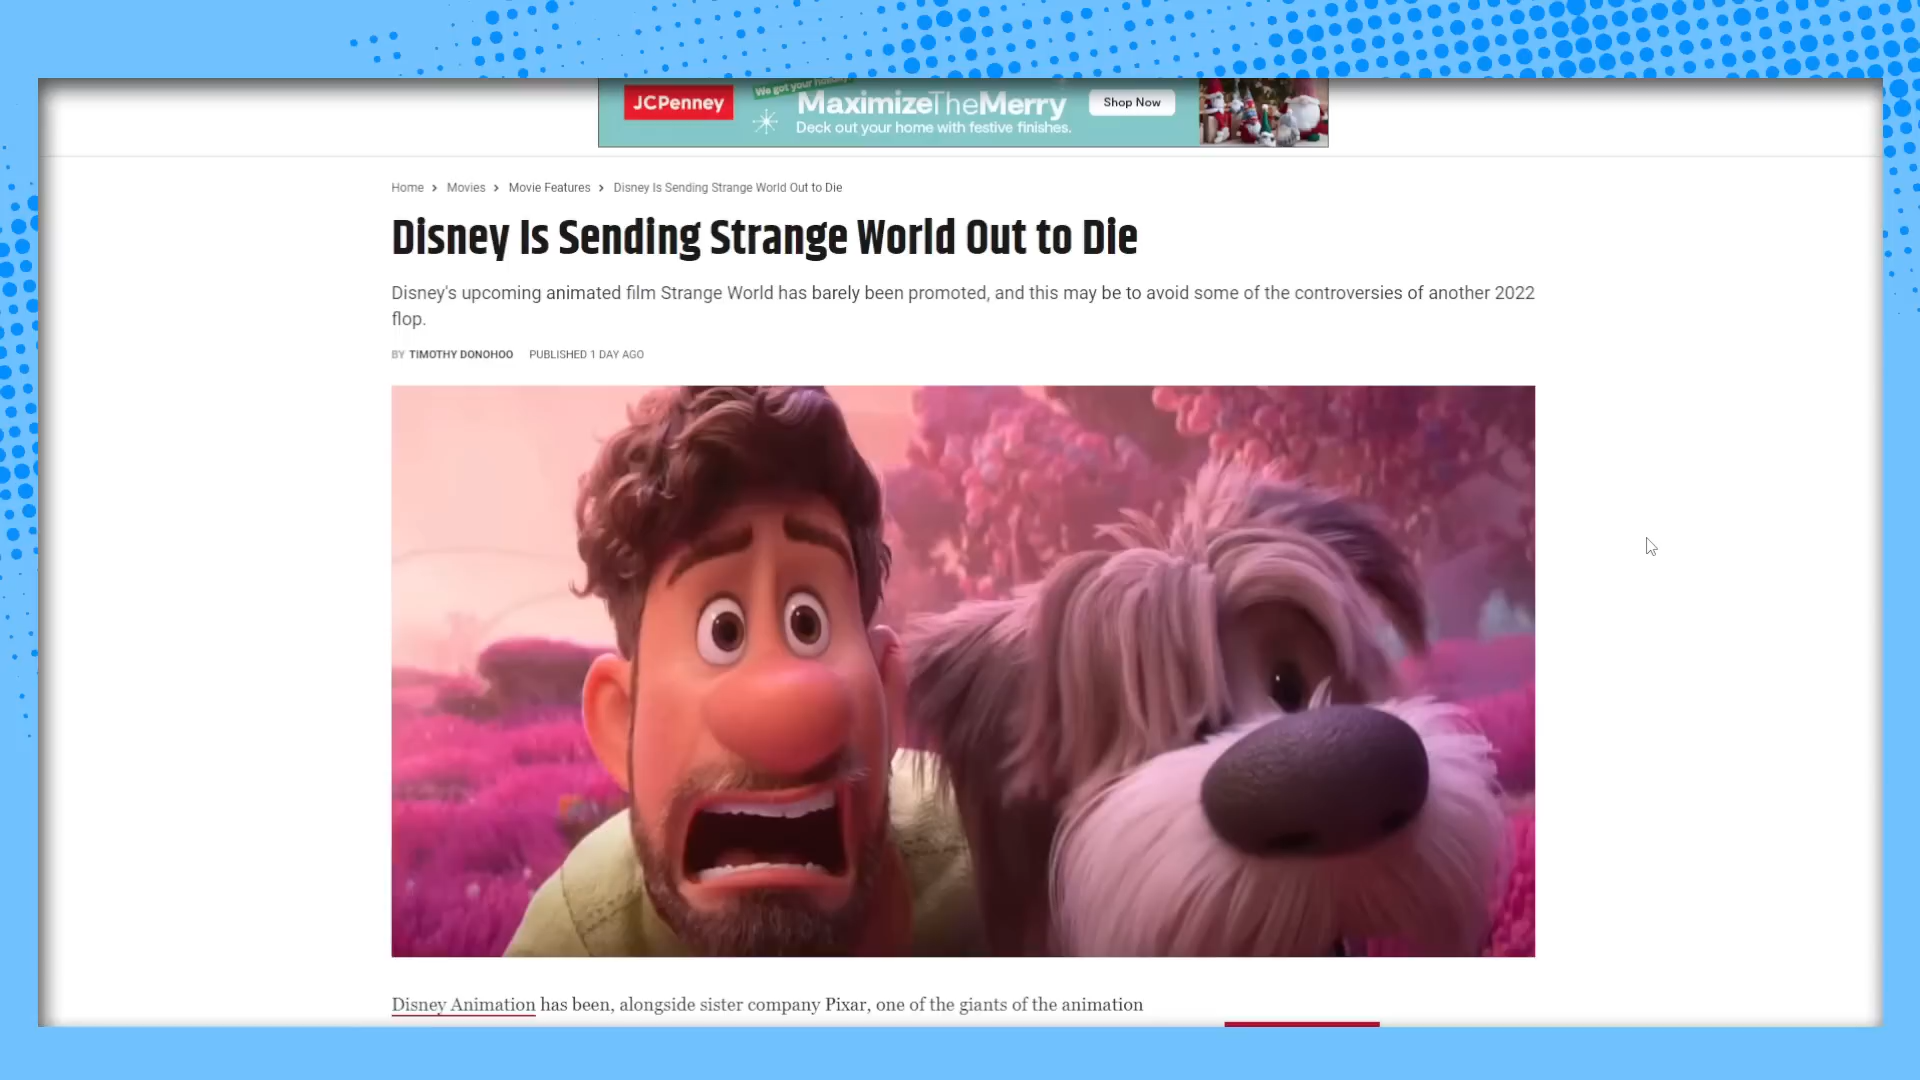 We got your holiday
JCPenney
MaximizeTheMerry
Shop Now
Deck out your home with festive finishes.
Home > Movies > Movie Features > Disney Is Sending Strange World Out to Die
Disney Is Sending Strange World Out to Die
Disney's upcoming animated film Strange World has barely been promoted, and this may be to avoid some of the controversies of another 2022
flop.
BY TIMOTHY DONOHOO PUBLISHED 1 DAY AGO
Disney Animation has been, alongside sister company Pixar, one of the giants of the animation